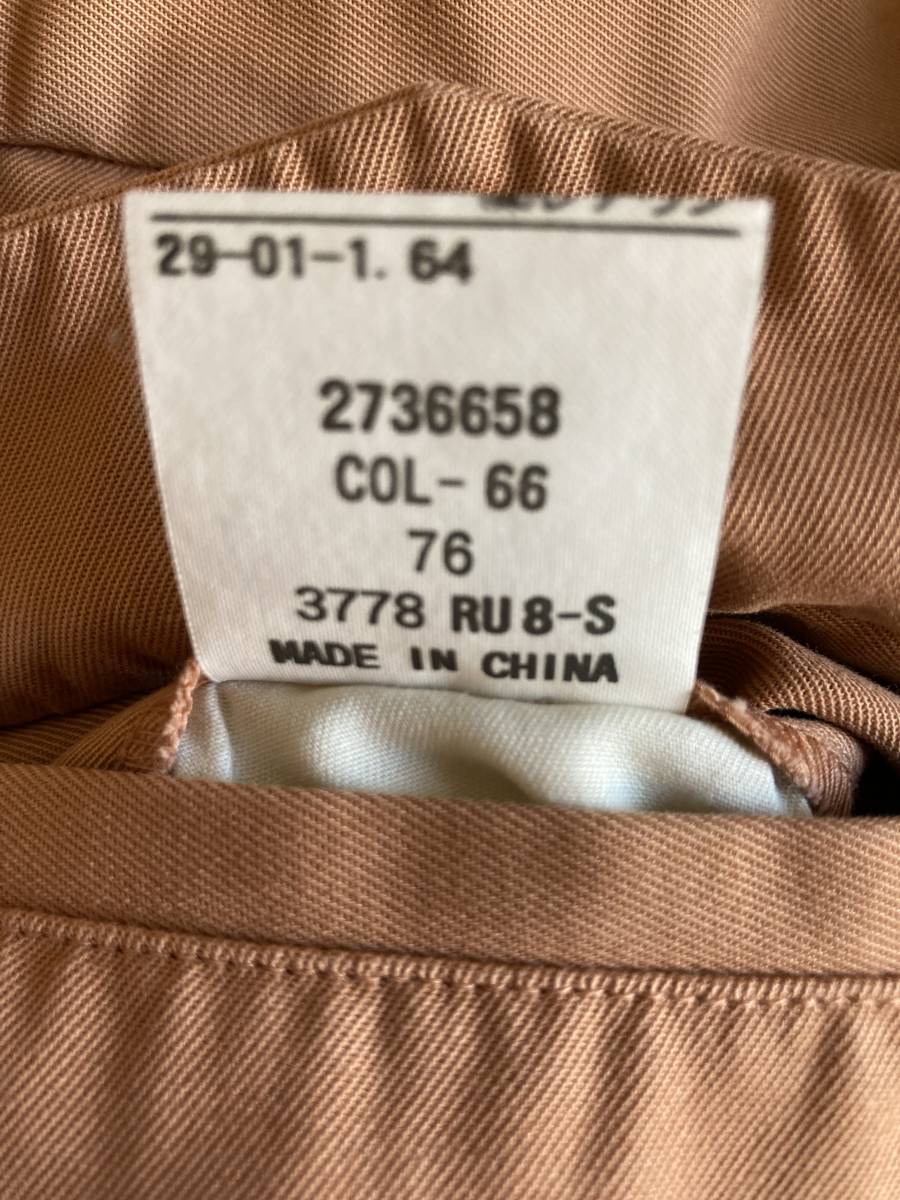 29-01-1. 64
2736658
COL-66
76
3778 RU8-S
MADE IN CHINA